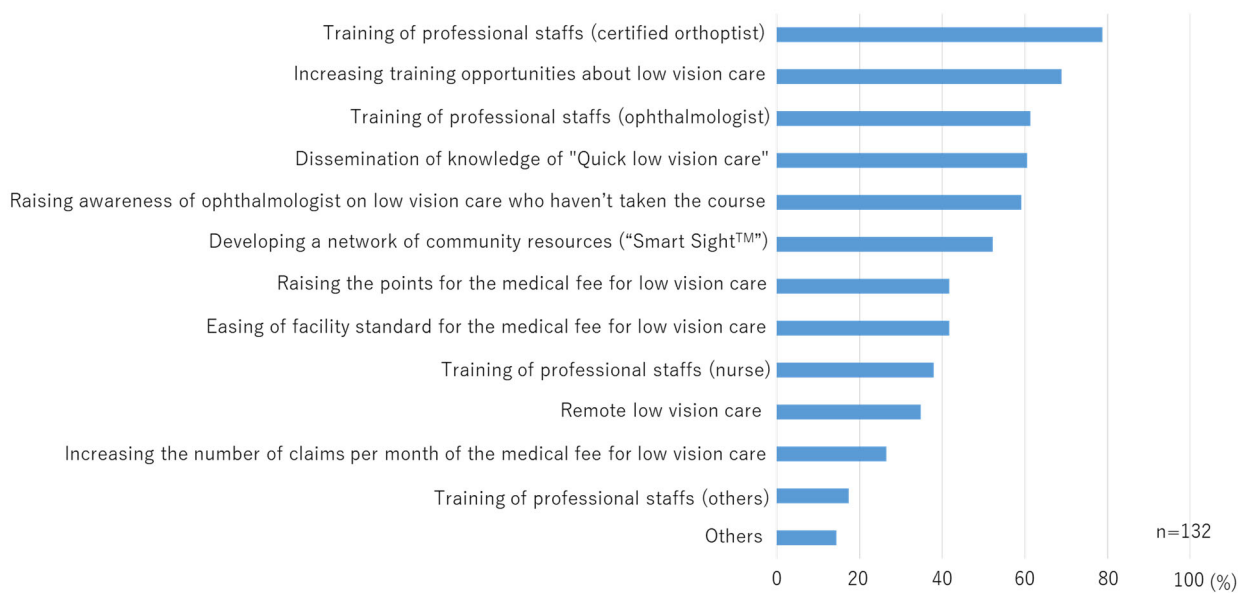 Training of professional staffs (certified orthoptist)
Increasing training opportunities about low vision care
Training of professional staffs (ophthalmologist)
Dissemination of knowledge of "Quick low vision care"
Raising awareness of ophthalmologist on low vision care who haven’t taken the course
Developing a network of community resources (“Smart Sight™”)
Raising the points for the medical fee for low vision care
Easing of facility standard for the medical fee for low vision care
Training of professional staffs (nurse)
Remote low vision care
Increasing the number of claims per month of the medical fee for low vision care
Training of professional staffs (others)
Others
n=132
0 20 40 60 80 100 (%)